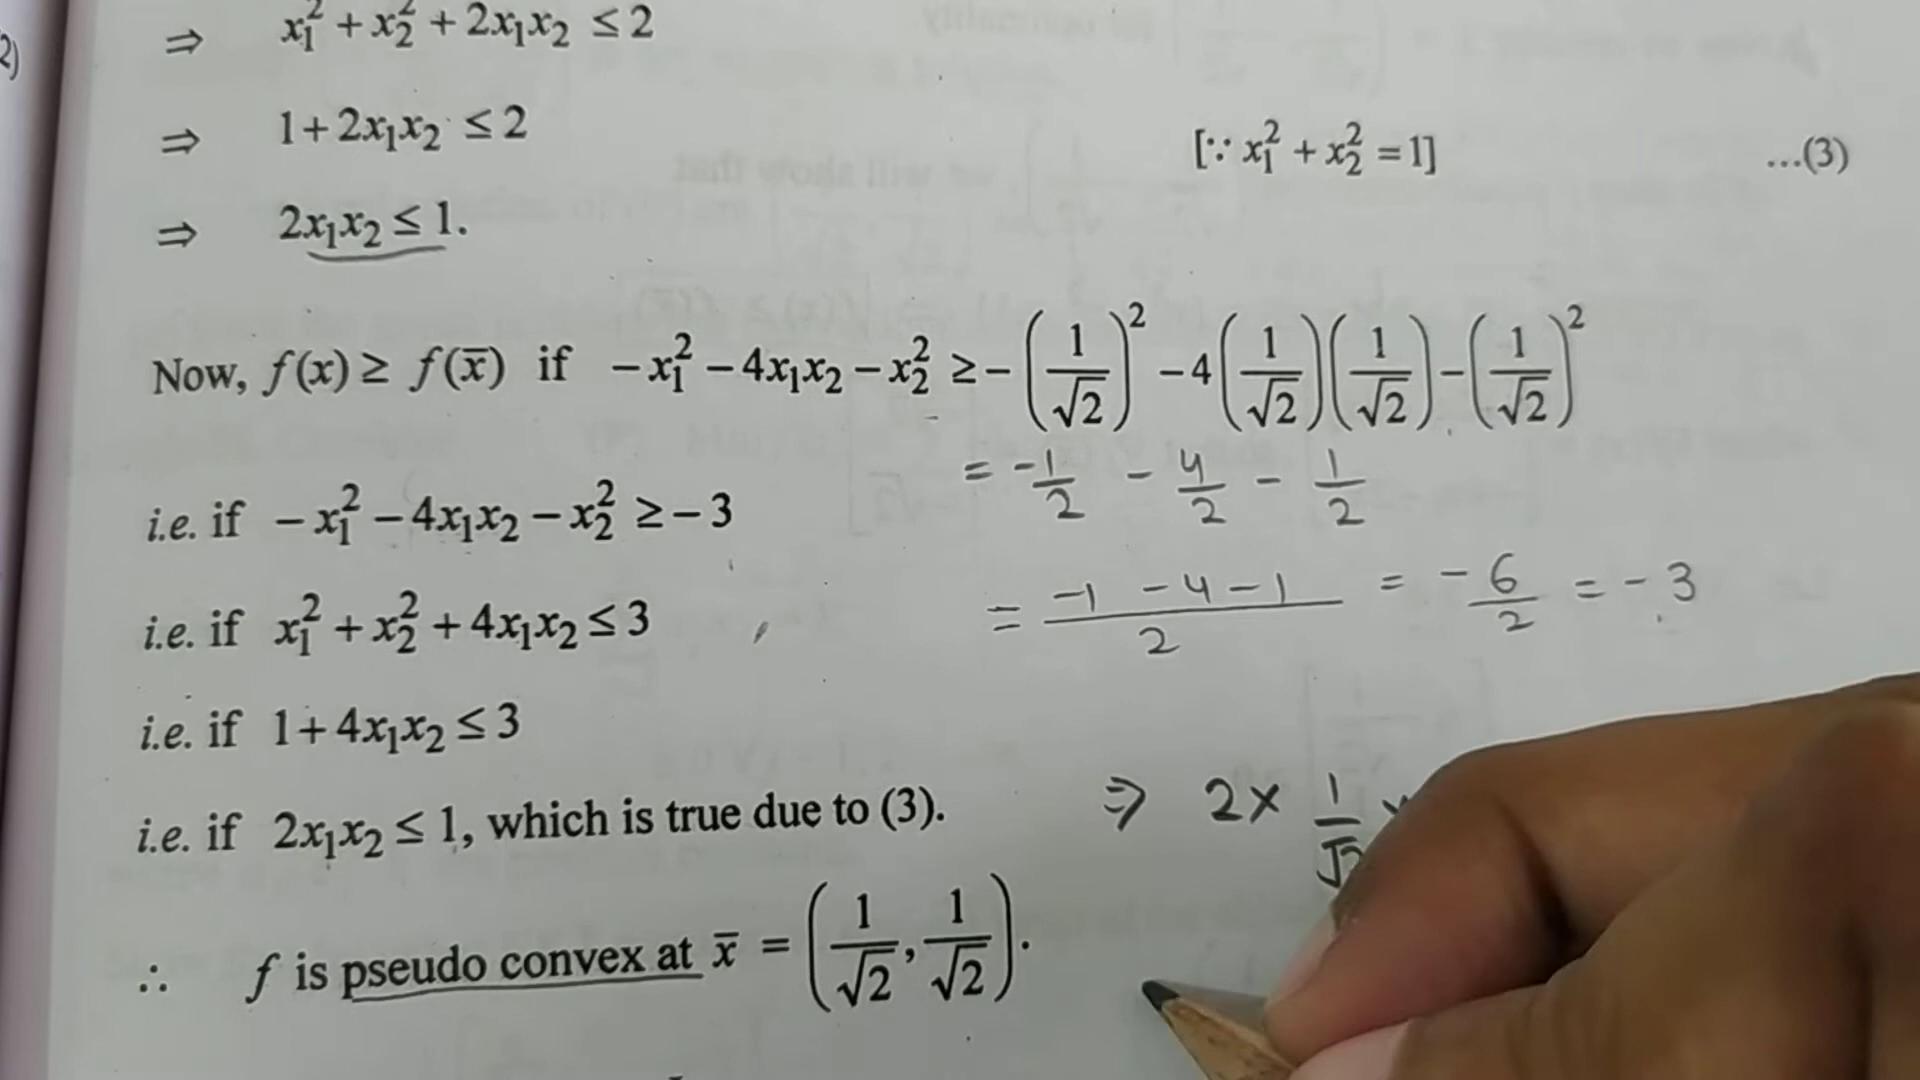 2)
⇒ x₁² + x₂² + 2x₁x₂ ≤ 2
⇒ 1 + 2x₁x₂ ≤ 2 [∵ x₁² + x₂² = 1] ...(3)
⇒ 2x₁x₂ ≤ 1.
Now, f(x) ≥ f(x̄) if −x₁² − 4x₁x₂ − x₂² ≥ −(1/√2)² − 4(1/√2)(1/√2) − (1/√2)²
= -1/2 - 4/2 - 1/2
i.e. if −x₁² − 4x₁x₂ − x₂² ≥ −3
= (-1 - 4 - 1)/2 = -6/2 = -3
i.e. if x₁² + x₂² + 4x₁x₂ ≤ 3
i.e. if 1 + 4x₁x₂ ≤ 3
⇒ 2 × 1/√2
i.e. if 2x₁x₂ ≤ 1, which is true due to (3).
∴ f is pseudo convex at x̄ = (1/√2, 1/√2).